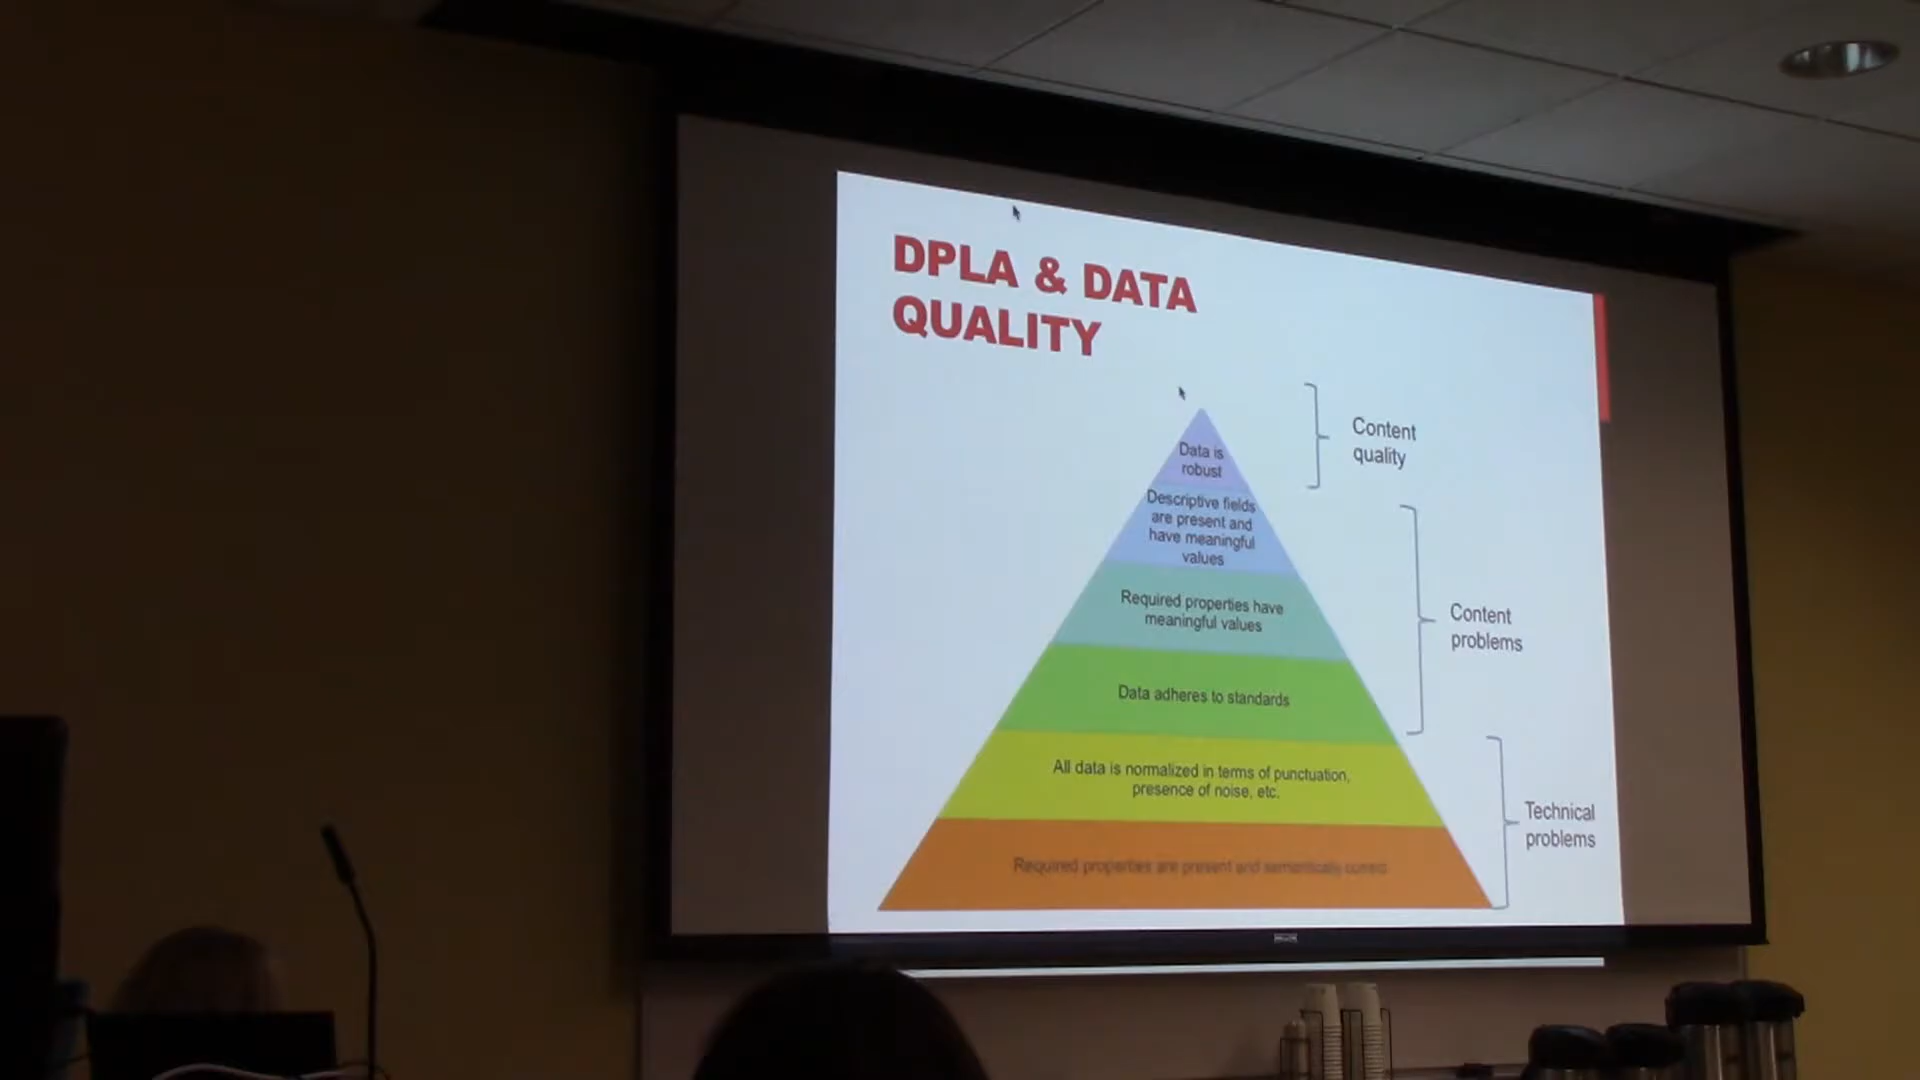 DPLA & DATA
QUALITY
Data is
robust
Descriptive fields
are present and
have meaningful
values
Required properties have
meaningful values
Data adheres to standards
All data is normalized in terms of punctuation,
presence of noise, etc.
Required properties are present and semantically correct
Content
quality
Content
problems
Technical
problems